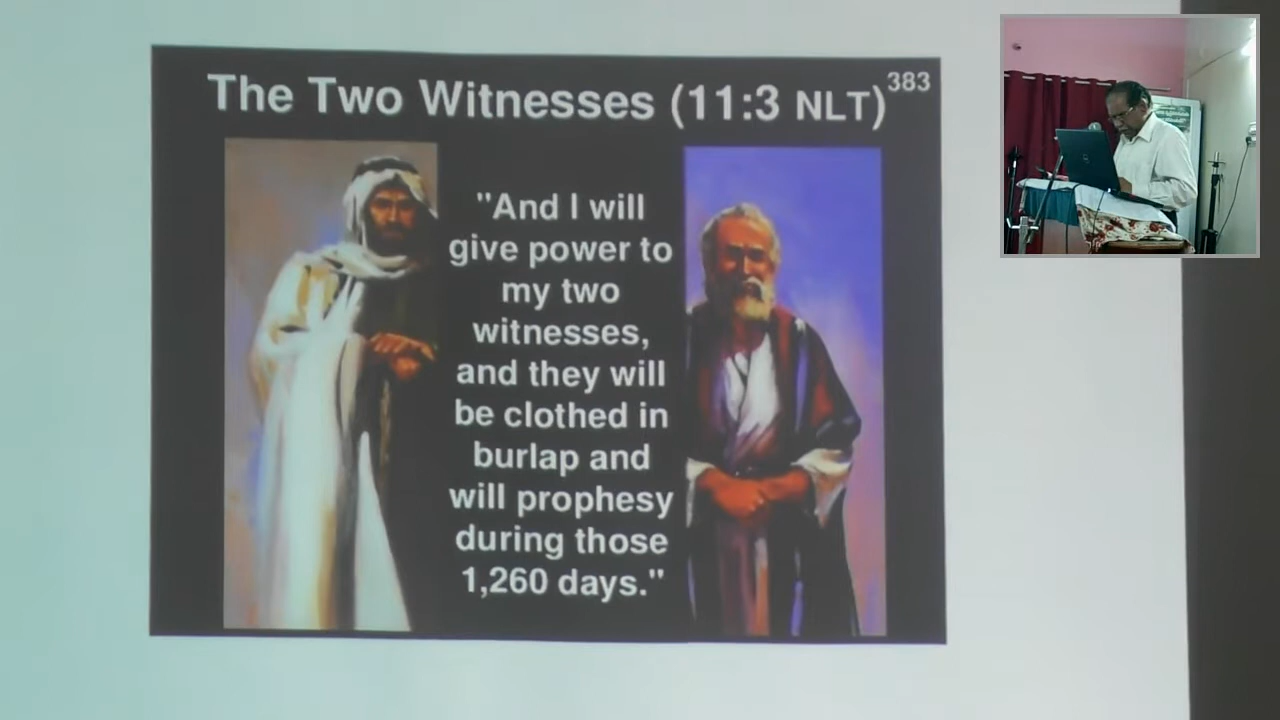 The Two Witnesses (11:3 NLT)383
"And I will
give power to
my two
witnesses,
and they will
be clothed in
burlap and
will prophesy
during those
1,260 days."